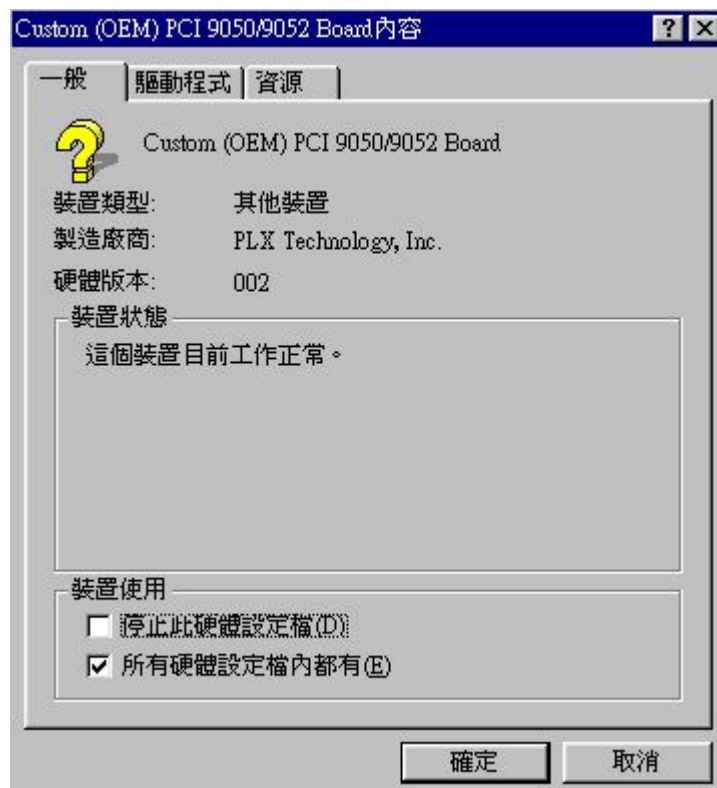 Custom (OEM) PCI 9050/9052 Board內容
一般 驅動程式 資源
Custom (OEM) PCI 9050/9052 Board
裝置類型: 其他裝置
製造廠商: PLX Technology, Inc.
硬體版本: 002
裝置狀態
這個裝置目前工作正常。
裝置使用
停止此硬體設定檔(D)
所有硬體設定檔內都有(E)
確定 取消